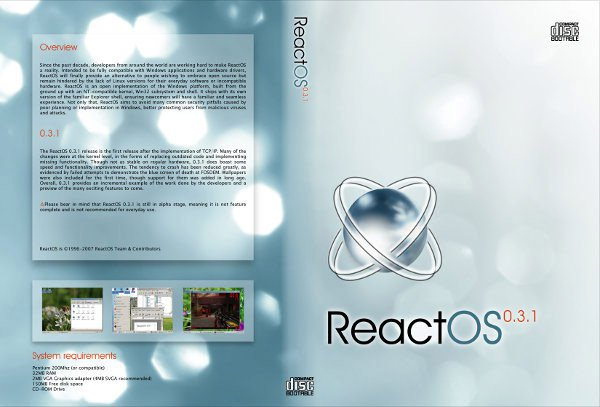 Overview
Since the past decade, developers from around the world are working hard to make ReactOS
a reality. Intended to be fully compatible with Windows applications and hardware drivers,
ReactOS will finally provide an alternative to people wishing to embrace open source but
remain hindered by the lack of Linux versions for their everyday software or incompatible
hardware. ReactOS is an open implementation of the Windows platform, built from the
ground up with an NT-compatible kernel, Win32 subsystem and shell. It ships with its own
version of the familiar Explorer shell, ensuring newcomers will have a familiar and seamless
experience. Not only that, ReactOS aims to avoid many common security pitfalls caused by
poor planning or implementation in Windows, better protecting users from malicious viruses
and attacks.
0.3.1
The ReactOS 0.3.1 release is the first release after the implementation of TCP/IP. Many of the
changes were at the kernel level, in the forms of replacing outdated code and implementing
missing functionality. Though not as stable on regular hardware, 0.3.1 does boast some
speed and functionality improvements. The tendency to crash has been reduced greatly, as
evidenced by failed attempts to demonstrate the blue screen of death at FOSDEM. Wallpapers
were also included for the first time, though support for them was added in long ago.
Overall, 0.3.1 provides an incremental example of the work done by the developers and a
preview of the many exciting features to come.
⚠Please bear in mind that ReactOS 0.3.1 is still in alpha stage, meaning it is not feature
complete and is not recommended for everyday use.
ReactOS is ©1996-2007 ReactOS Team & Contributors.
System requirements
Pentium 200Mhz (or compatible)
32MB RAM
2MB VGA Graphics adapter (4MB SVGA recommended)
150MB Free disk space
CD-ROM Drive
ReactOS 0.3.1
COMPACT
disc
BOOTABLE
COMPACT
disc
BOOTABLE
ReactOS 0.3.1